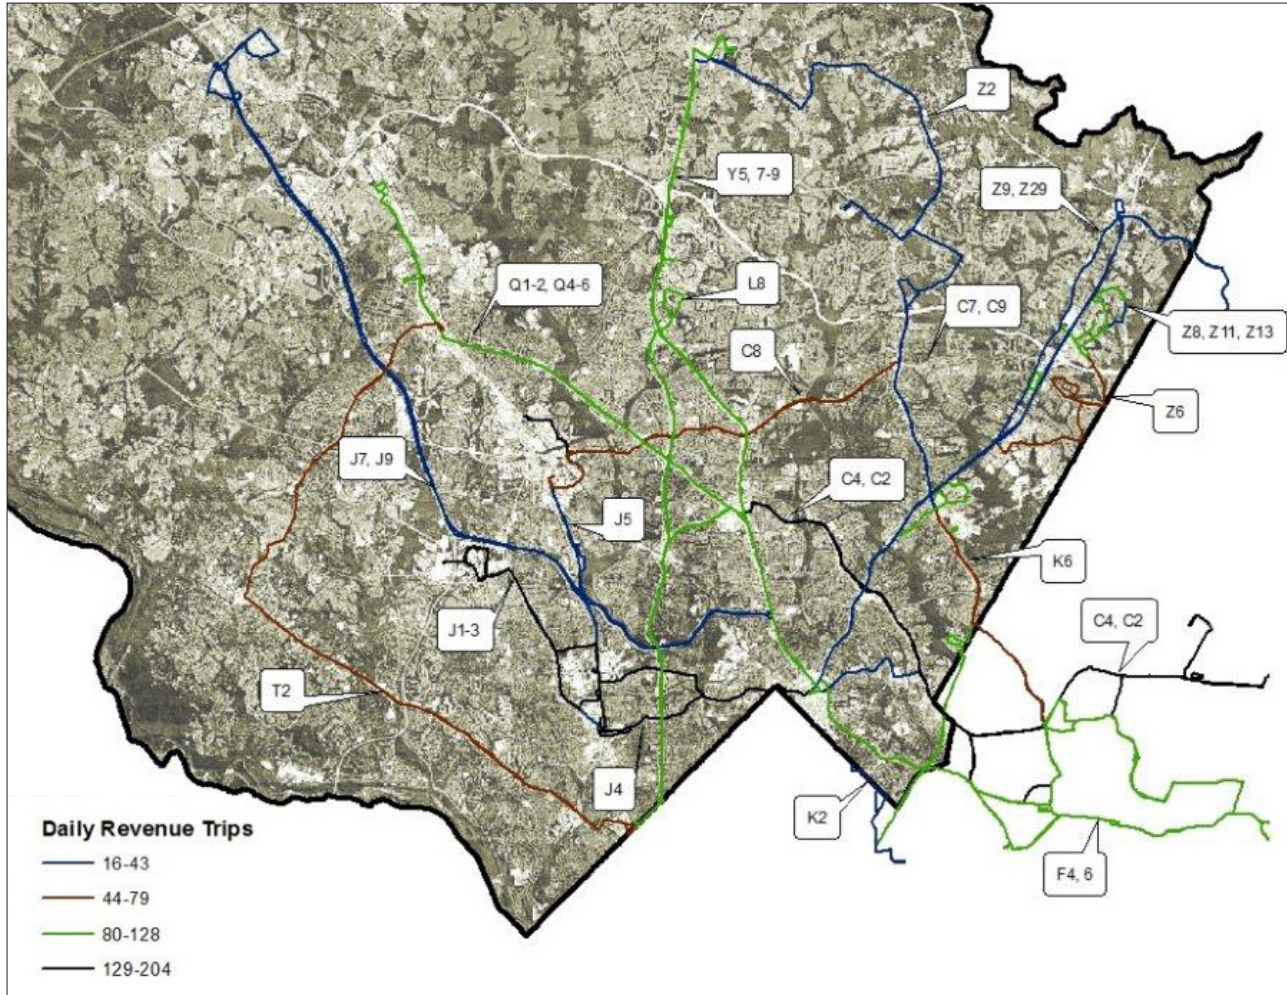 Z2
Y5, 7-9
Z9, Z29
Q1-2, Q4-6
L8
C7, C9
Z8, Z11, Z13
C8
Z6
J7, J9
C4, C2
J5
K6
J1-3
C4, C2
T2
J4
K2
F4, 6
Daily Revenue Trips
16-43
44-79
80-128
129-204